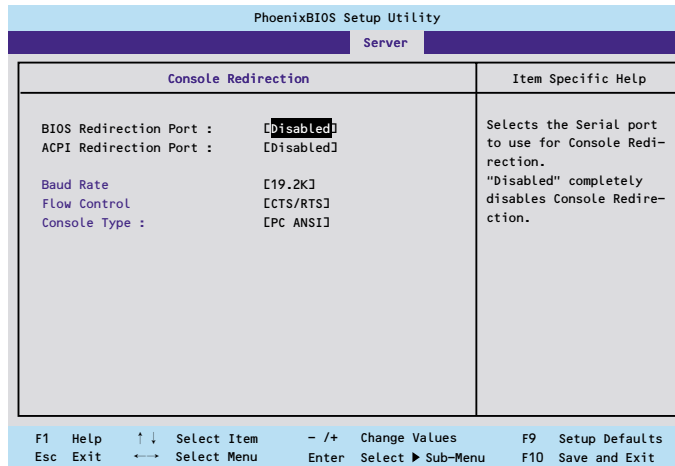 PhoenixBIOS Setup Utility
Server
Console Redirection
BIOS Redirection Port : [Disabled]
ACPI Redirection Port : [Disabled]
Baud Rate [19.2K]
Flow Control [CTS/RTS]
Console Type : [PC ANSI]
Item Specific Help
Selects the Serial port
to use for Console Redi-
rection.
"Disabled" completely
disables Console Redire-
ction.
F1 Help ↑↓ Select Item - /+ Change Values F9 Setup Defaults
Esc Exit ←→ Select Menu Enter Select ▶ Sub-Menu F10 Save and Exit